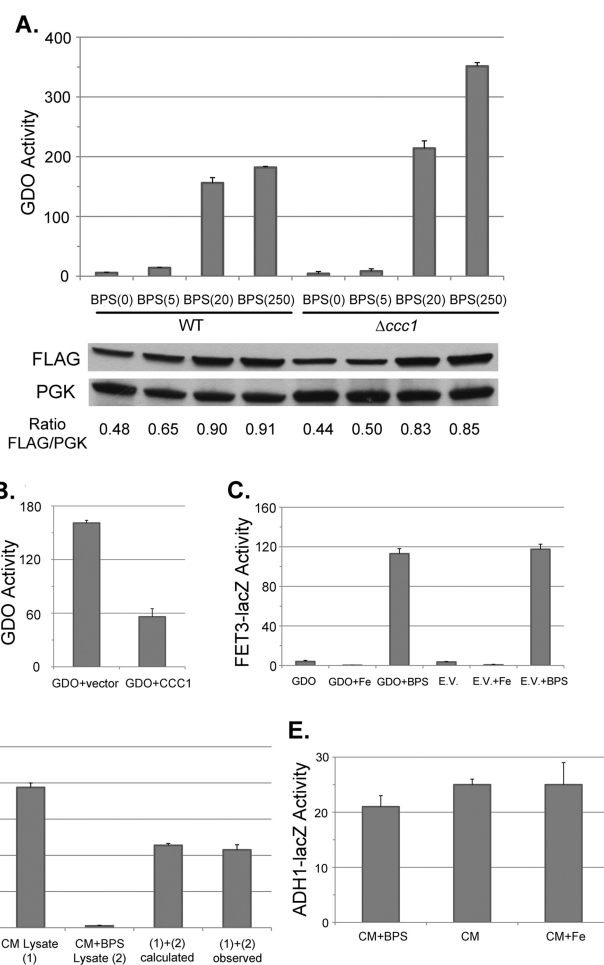 A.
GDO Activity
400
300
200
100
0
BPS(0) BPS(5) BPS(20) BPS(250) BPS(0) BPS(5) BPS(20) BPS(250)
WT Δccc1
FLAG
PGK
Ratio FLAG/PGK
0.48 0.65 0.90 0.91 0.44 0.50 0.83 0.85
B.
GDO Activity
180
120
60
0
GDO+vector GDO+CCC1
C.
FET3-lacZ Activity
160
120
80
40
0
GDO GDO+Fe GDO+BPS E.V. E.V.+Fe E.V.+BPS
CM Lysate (1)
CM+BPS Lysate (2)
(1)+(2) calculated
(1)+(2) observed
E.
ADH1-lacZ Activity
30
20
10
0
CM+BPS CM CM+Fe